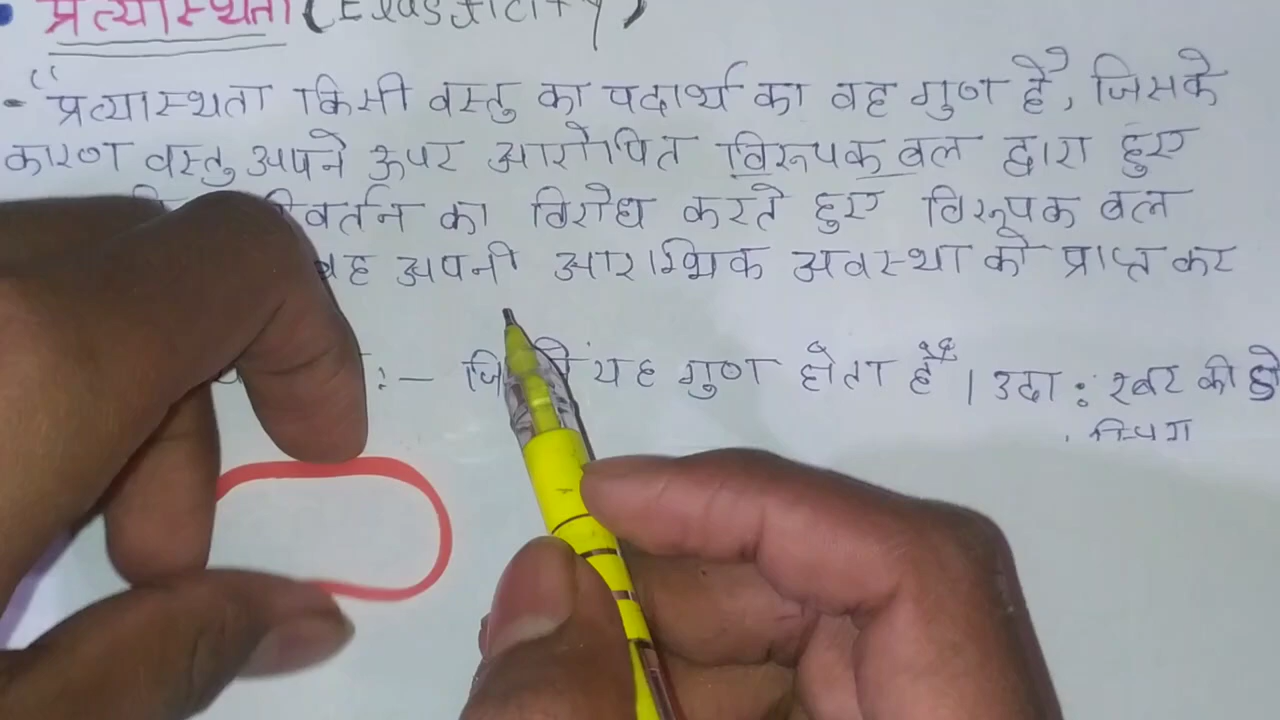 • प्रत्यास्थता (Elasticity)
- "प्रत्यास्थता किसी वस्तु का पदार्थ का वह गुण है, जिसके
कारण वस्तु अपने ऊपर आरोपित विरूपक बल द्वारा हुए
िवर्तन का विरोध करते हुए विरूपक बल
वह अपनी आरम्भिक अवस्था को प्राप्त कर
:- यह गुण होता है। उदा : रबर की डो